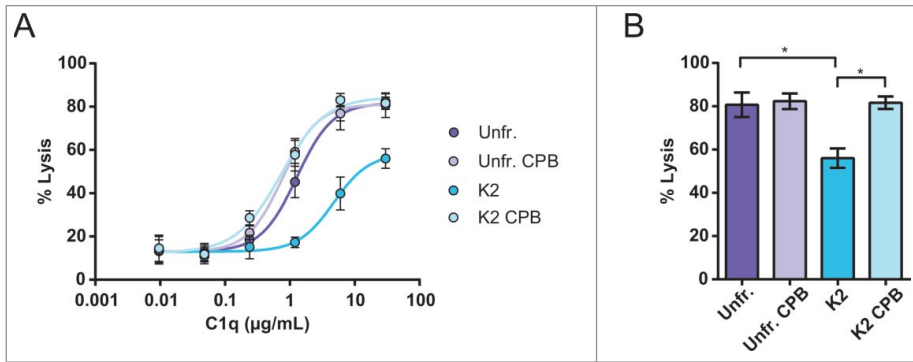 A
% Lysis
100
80
60
40
20
0
0.001
0.01
0.1
1
10
100
C1q (µg/mL)
Unfr.
Unfr. CPB
K2
K2 CPB
B
% Lysis
100
80
60
40
20
0
*
*
Unfr.
Unfr. CPB
K2
K2 CPB